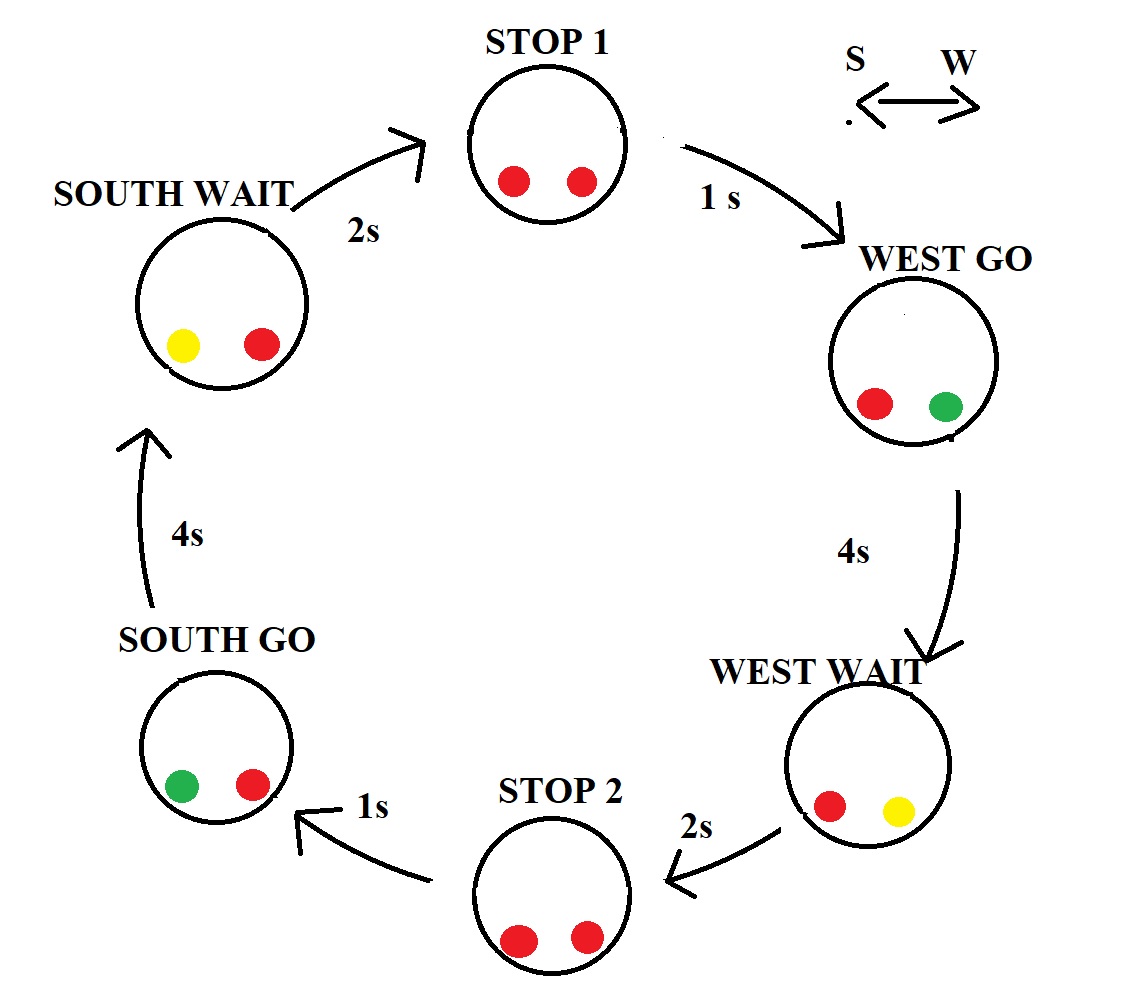 STOP 1
S W
SOUTH WAIT
2s
1 s
WEST GO
4s
4s
SOUTH GO
WEST WAIT
STOP 2
1s
2s